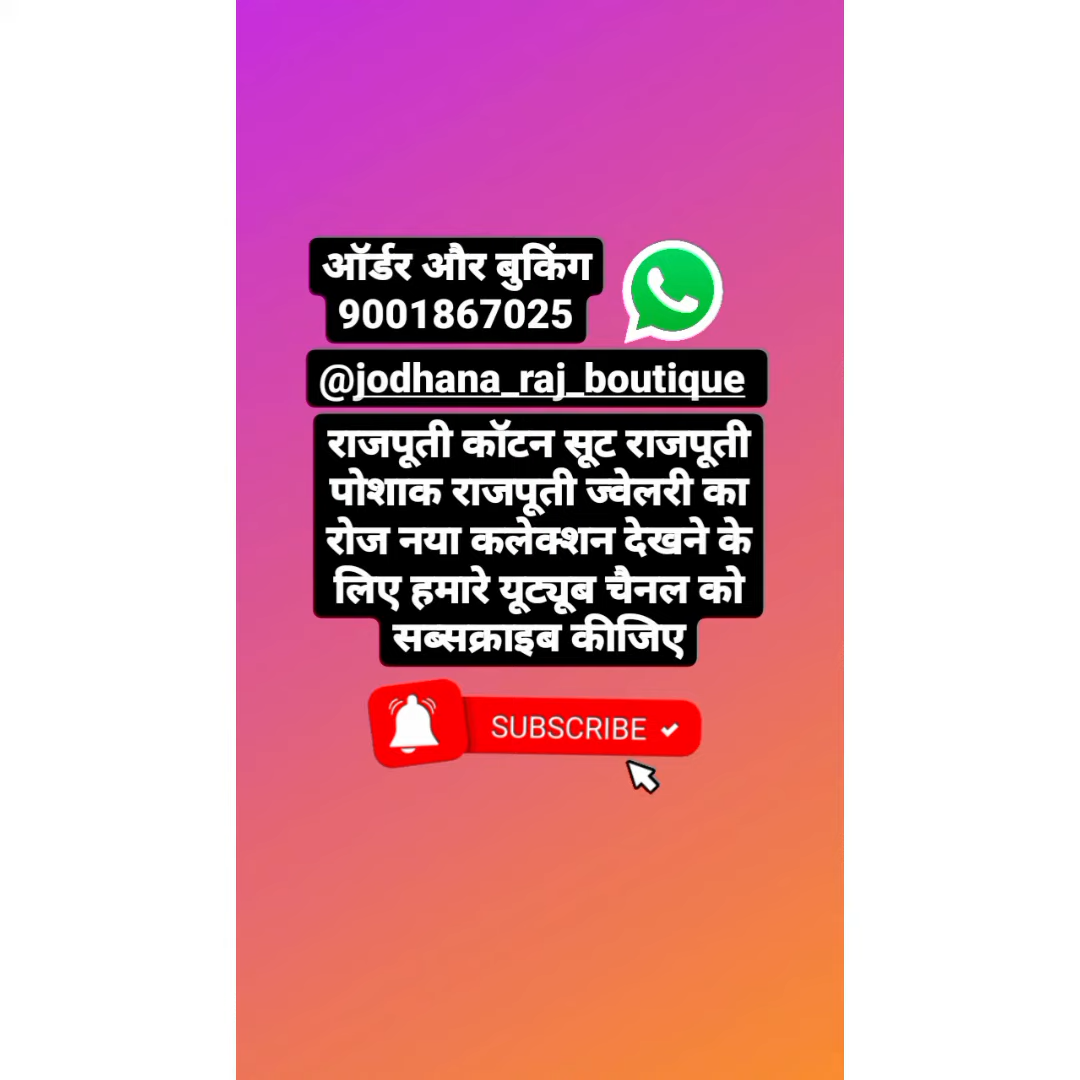 ऑर्डर और बुकिंग
9001867025
@jodhana_raj_boutique
राजपूती कॉटन सूट राजपूती
पोशाक राजपूती ज्वेलरी का
रोज नया कलेक्शन देखने के
लिए हमारे यूट्यूब चैनल को
सब्सक्राइब कीजिए
SUBSCRIBE